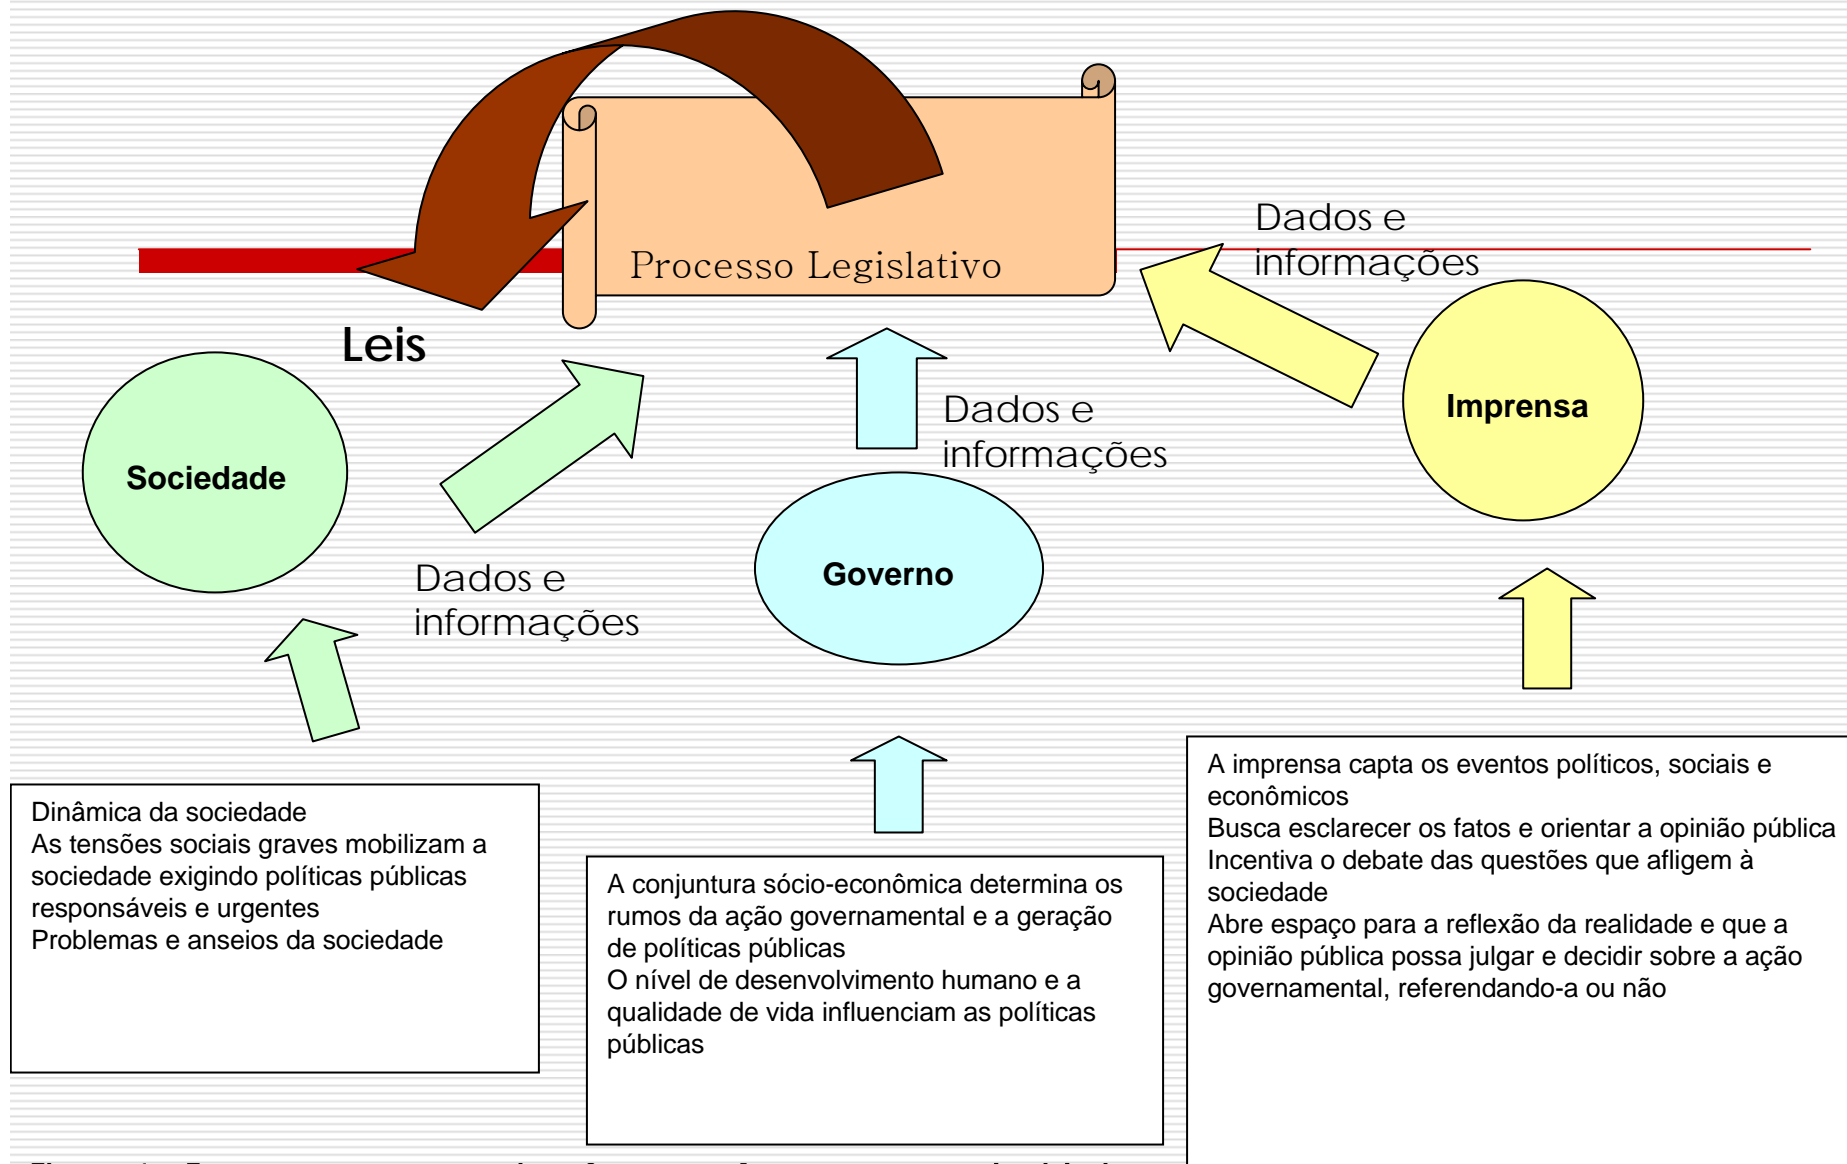 Processo Legislativo
Dados e
informações
Leis
Imprensa
Dados e
informações
Sociedade
Governo
Dados e
informações
Dinâmica da sociedade
As tensões sociais graves mobilizam a
sociedade exigindo políticas públicas
responsáveis e urgentes
Problemas e anseios da sociedade
A conjuntura sócio-econômica determina os
rumos da ação governamental e a geração
de políticas públicas
O nível de desenvolvimento humano e a
qualidade de vida influenciam as políticas
públicas
A imprensa capta os eventos políticos, sociais e
econômicos
Busca esclarecer os fatos e orientar a opinião pública
Incentiva o debate das questões que afligem à
sociedade
Abre espaço para a reflexão da realidade e que a
opinião pública possa julgar e decidir sobre a ação
governamental, referendando-a ou não